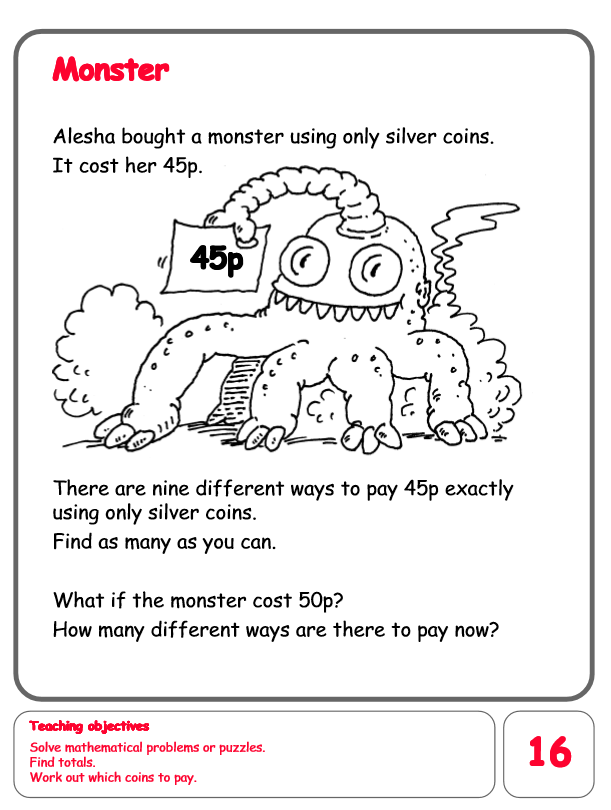 Monster
Alesha bought a monster using only silver coins.
It cost her 45p.
45p
There are nine different ways to pay 45p exactly
using only silver coins.
Find as many as you can.
What if the monster cost 50p?
How many different ways are there to pay now?
Teaching objectives
Solve mathematical problems or puzzles.
Find totals.
Work out which coins to pay.
16